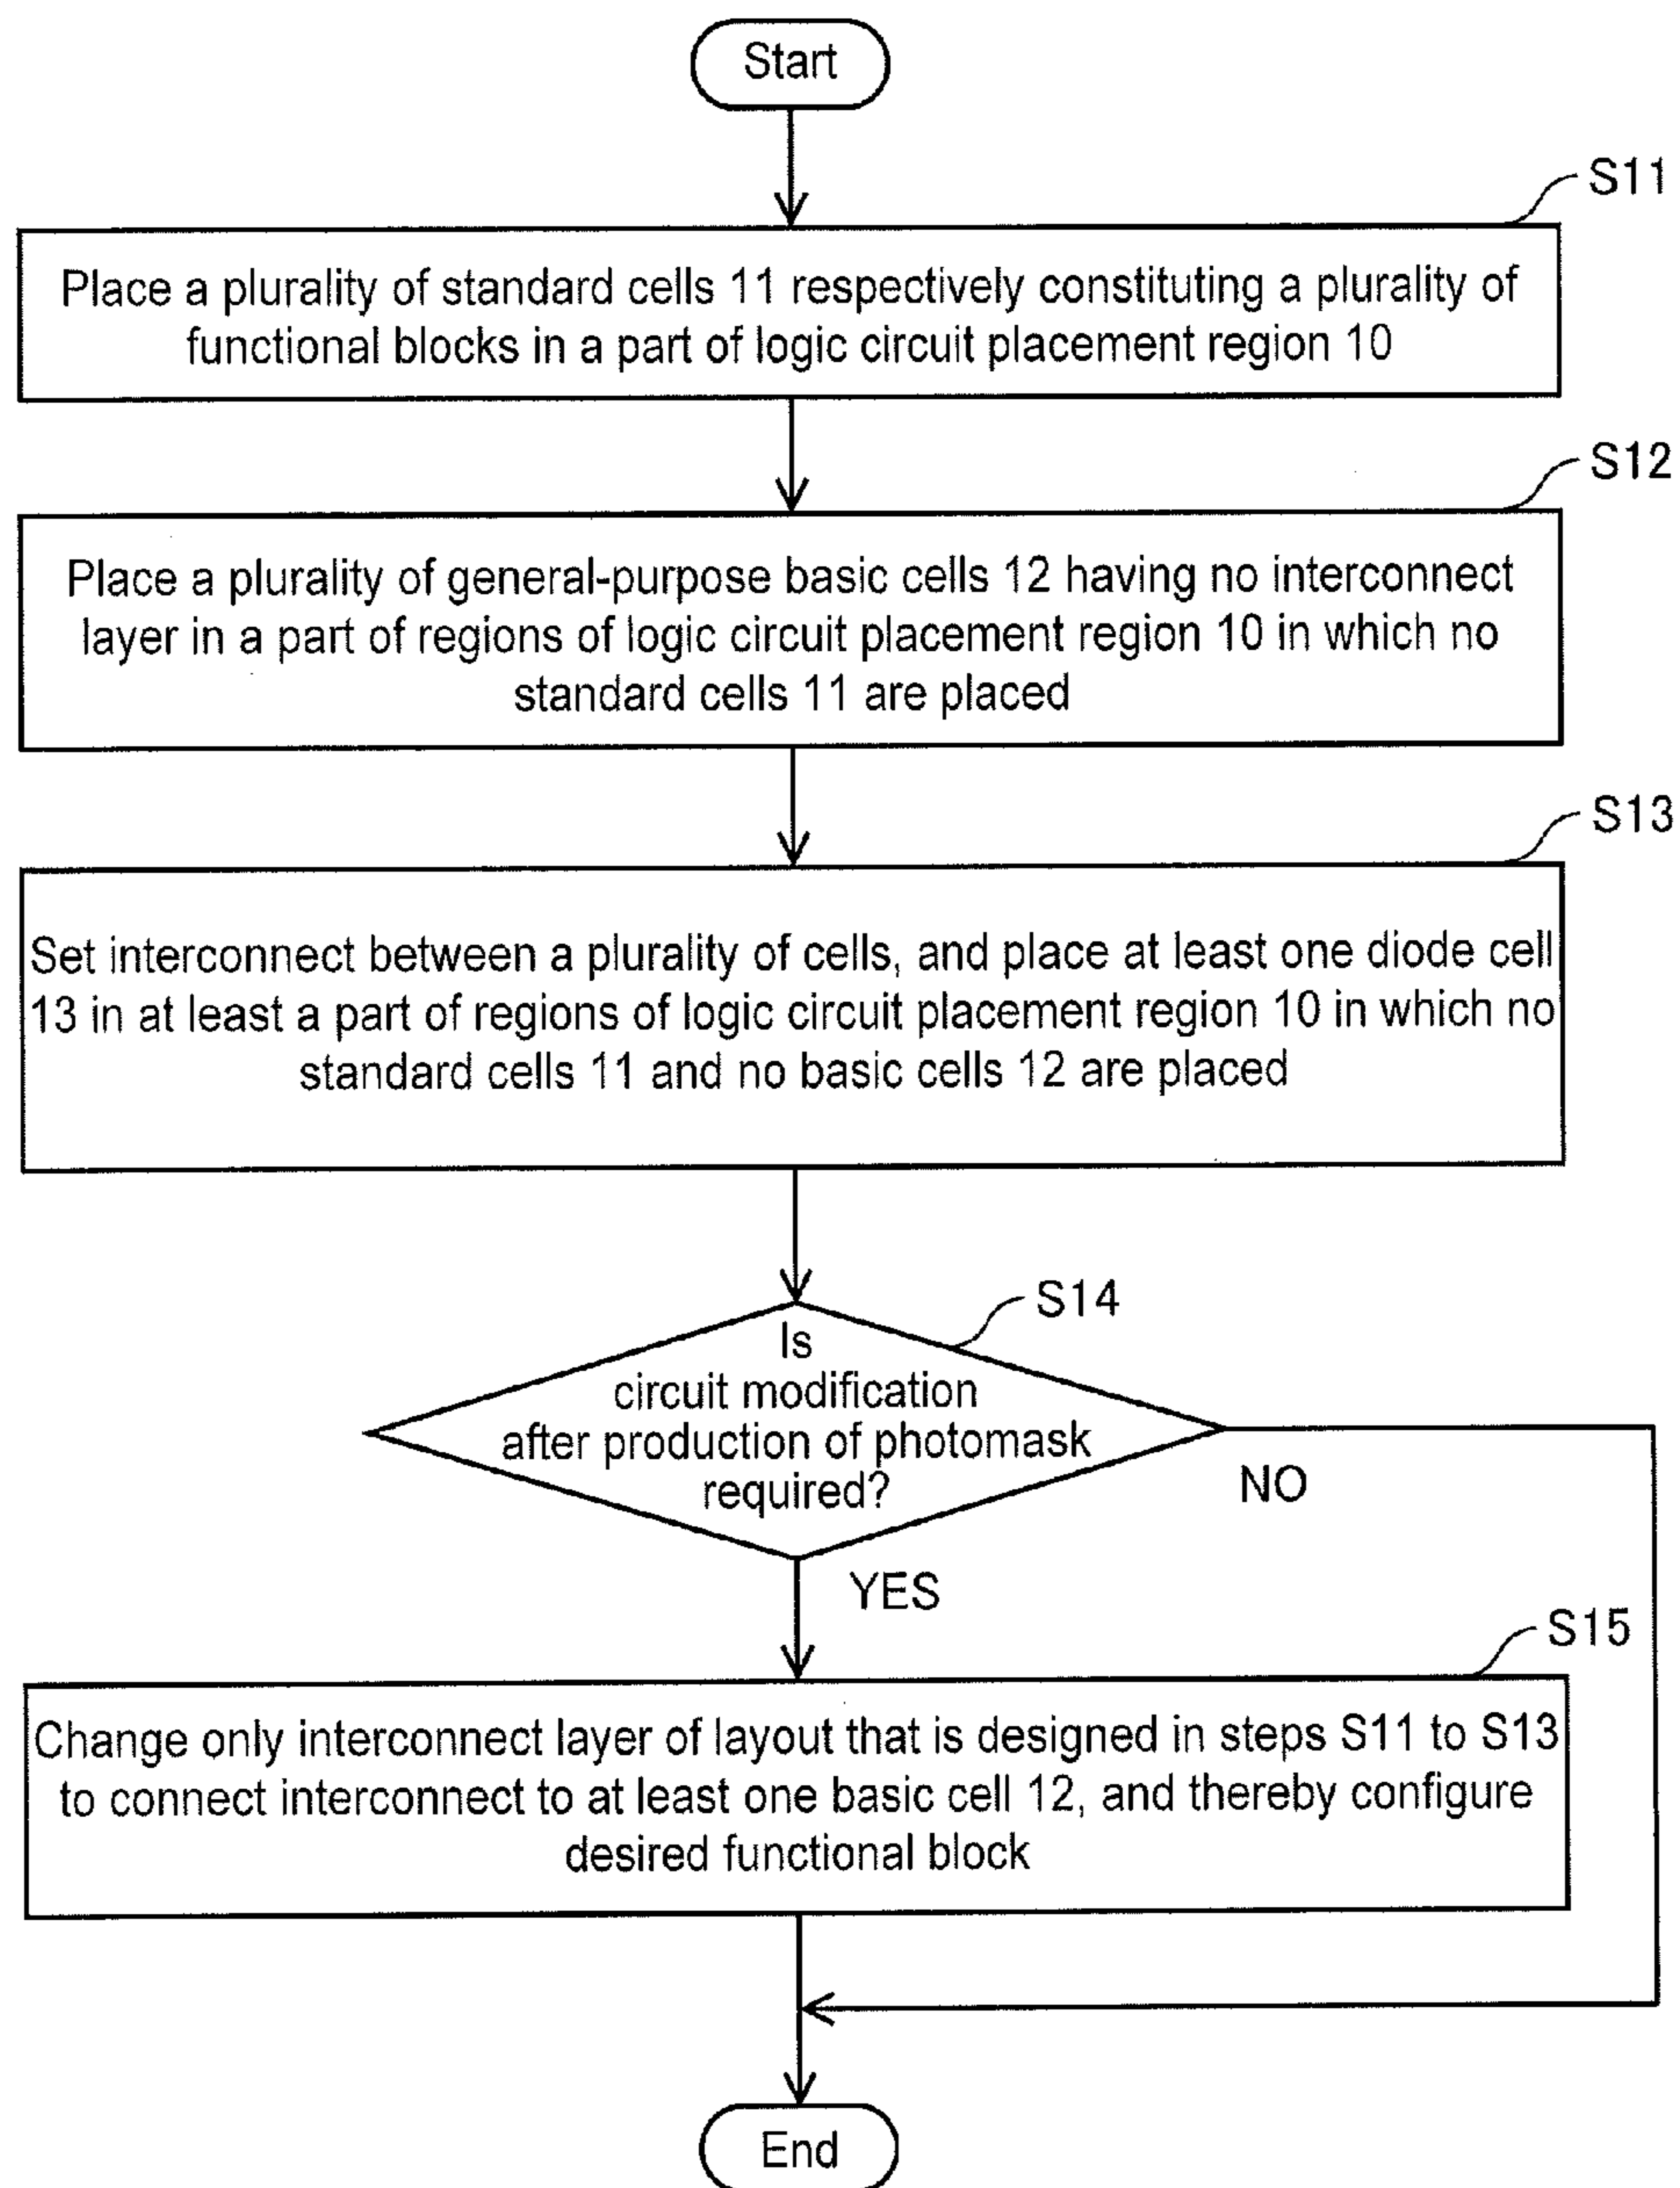 Start
S11
Place a plurality of standard cells 11 respectively constituting a plurality of
functional blocks in a part of logic circuit placement region 10
S12
Place a plurality of general-purpose basic cells 12 having no interconnect
layer in a part of regions of logic circuit placement region 10 in which no
standard cells 11 are placed
S13
Set interconnect between a plurality of cells, and place at least one diode cell
13 in at least a part of regions of logic circuit placement region 10 in which no
standard cells 11 and no basic cells 12 are placed
S14
Is
circuit modification
after production of photomask
required?
NO
YES
S15
Change only interconnect layer of layout that is designed in steps S11 to S13
to connect interconnect to at least one basic cell 12, and thereby configure
desired functional block
End